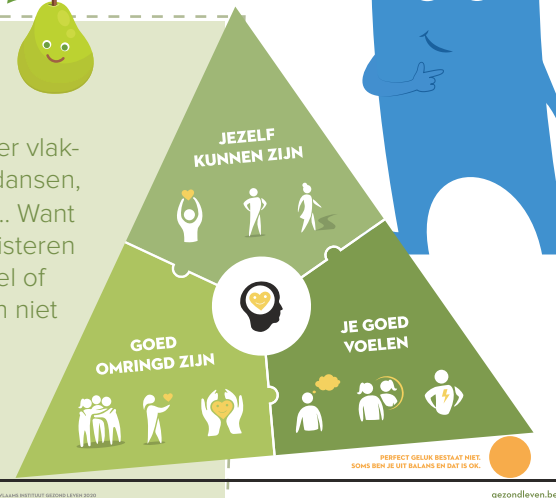 er vlak-
dansen,
.. Want
isteren
el of
n niet
JEZELF
KUNNEN ZIJN
GOED
OMRINGD ZIJN
JE GOED
VOELEN
PERFECT GELUK BESTAAT NIET.
SOMS BEN JE UIT BALANS EN DAT IS OK.
VLAAMS INSTITUUT GEZOND LEVEN 2020
gezondleven.be